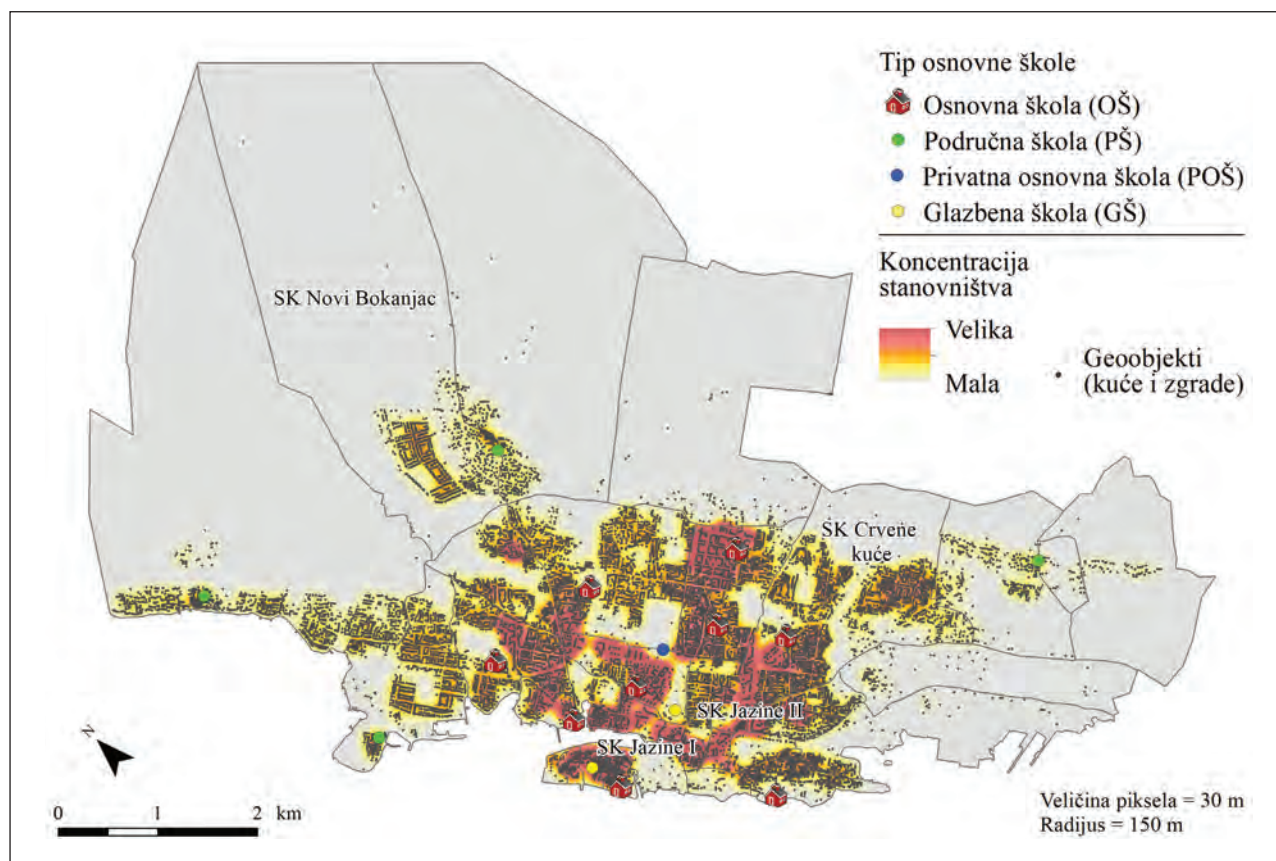 Tip osnovne škole
Osnovna škola (OŠ)
Područna škola (PŠ)
Privatna osnovna škola (POŠ)
Glazbena škola (GŠ)
Koncentracija
stanovništva
Velika
Mala
Geoobjekti
(kuće i zgrade)
SK Novi Bokanjac
SK Crvene
kuće
SK Jazine II
SK Jazine I
N
0 1 2 km
Veličina piksela = 30 m
Radijus = 150 m